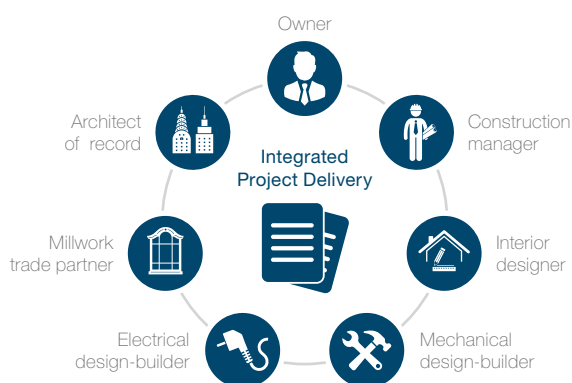 Owner
Architect
of record
Construction
manager
Integrated
Project Delivery
Millwork
trade partner
Interior
designer
Electrical
design-builder
Mechanical
design-builder